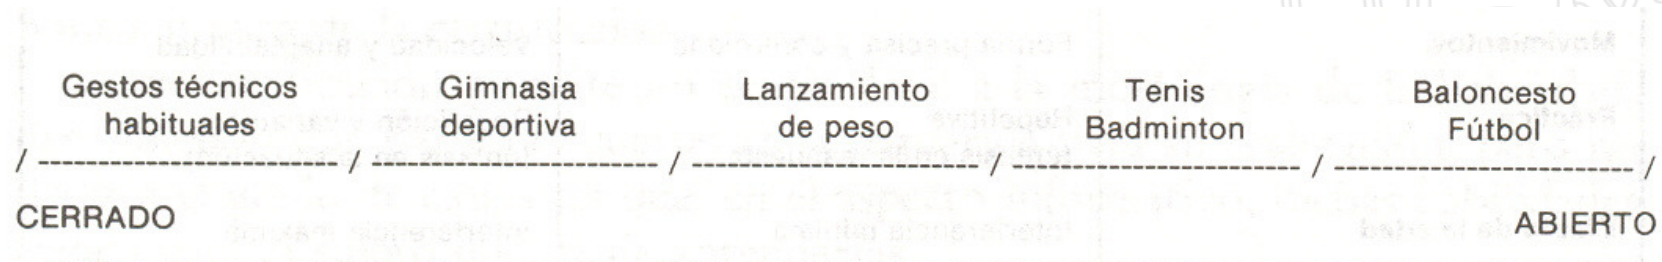 Gestos técnicos Gimnasia Lanzamiento Tenis Baloncesto
habituales deportiva de peso Badminton Fútbol
/ ------------------------- / ------------------------ / ------------------------ / ------------------------ / ------------------------- /
CERRADO ABIERTO